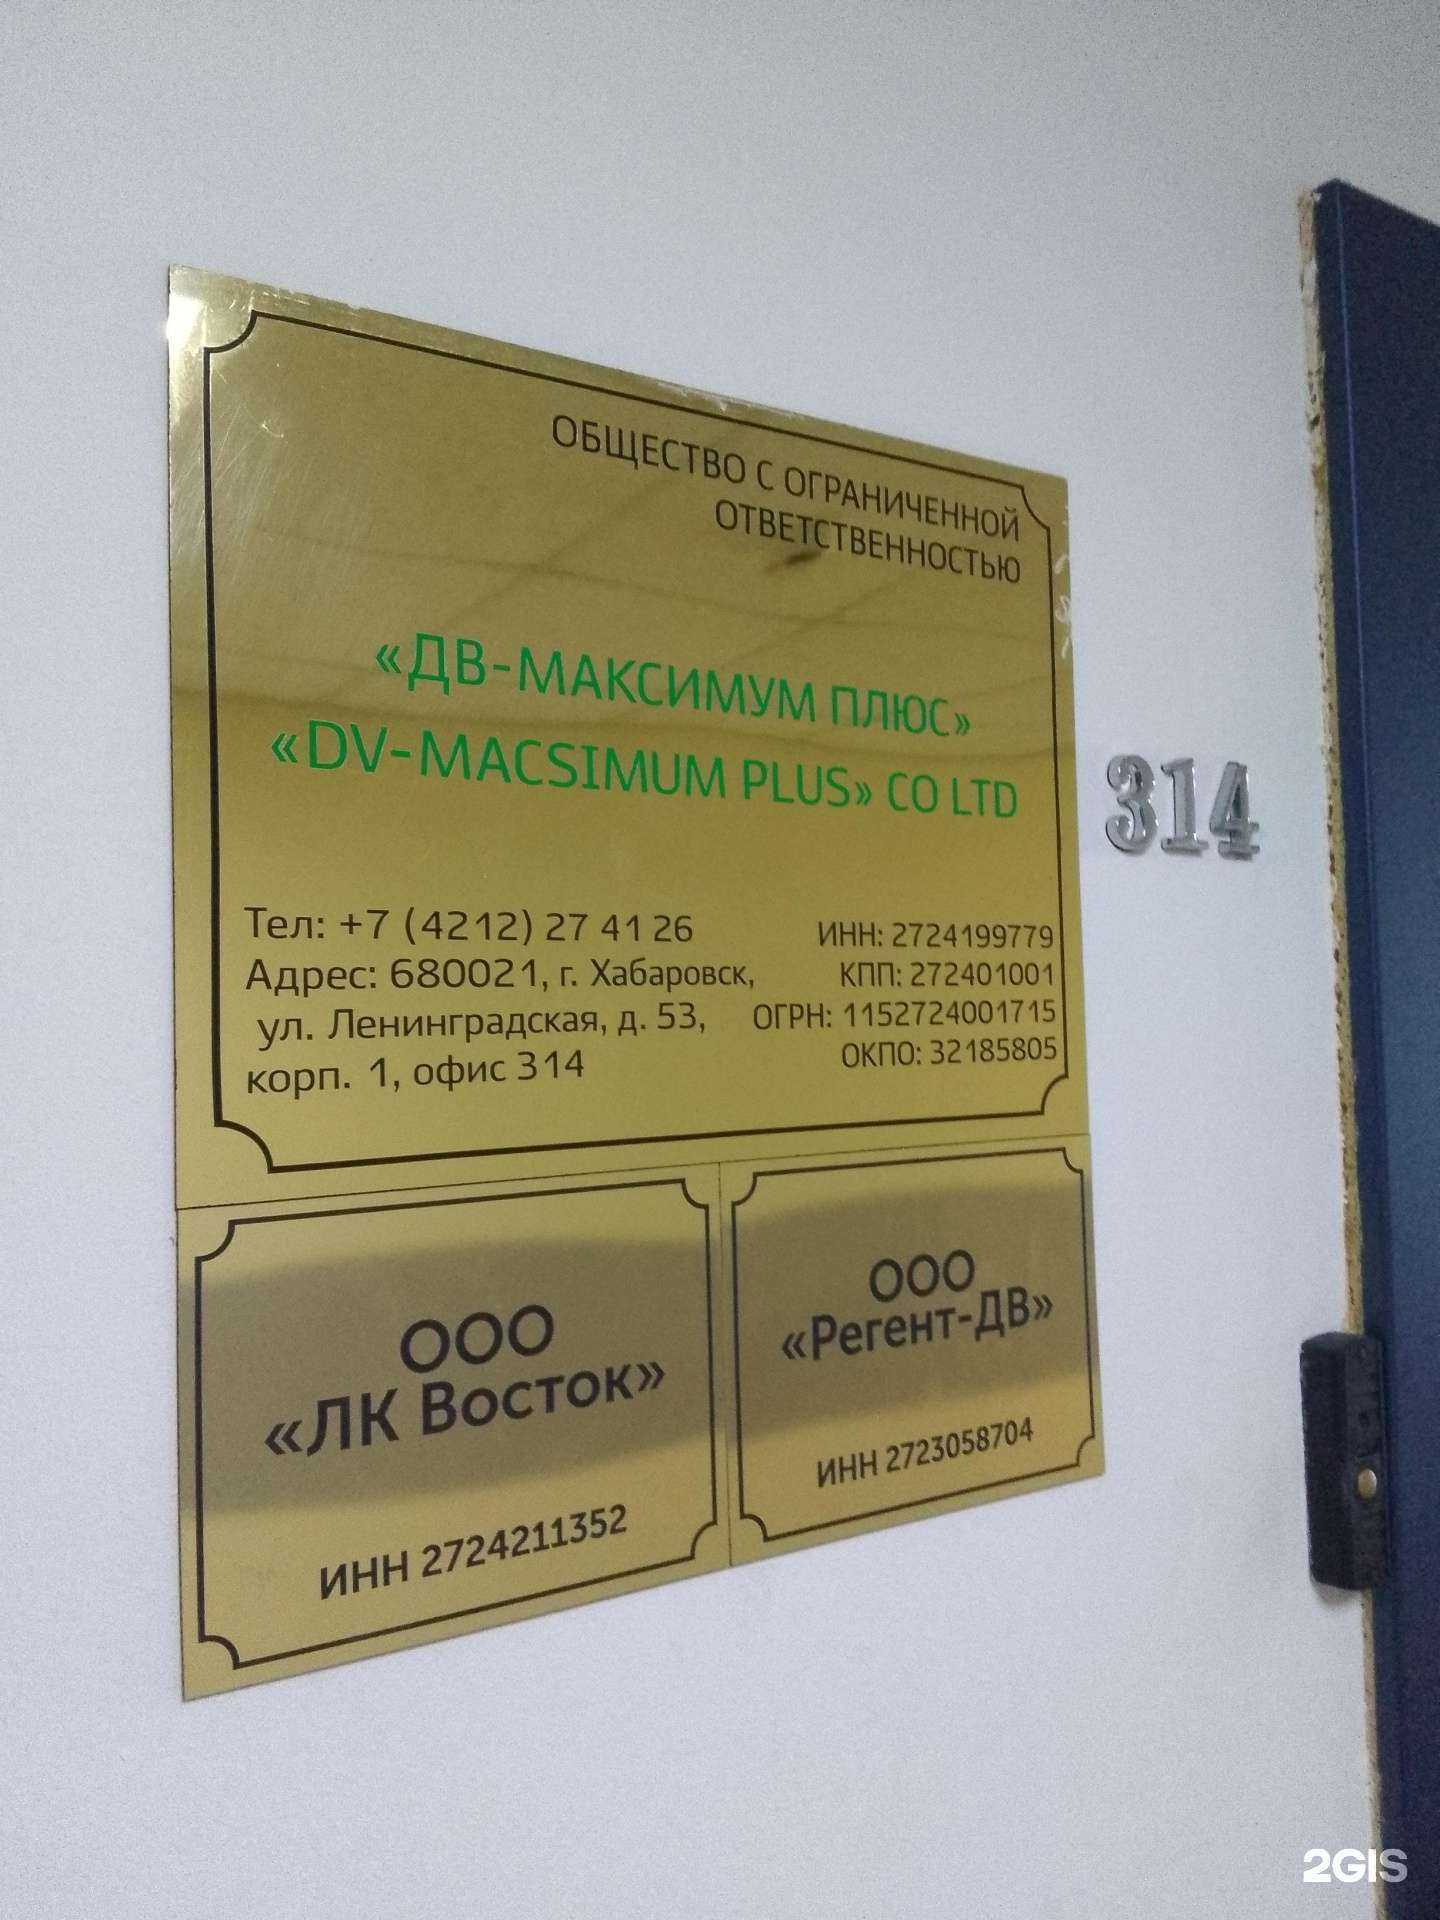 ОБЩЕСТВО С ОГРАНИЧЕННОЙ
ОТВЕТСТВЕННОСТЬЮ
«ДВ-МАКСИМУМ ПЛЮС»
«DV-MACSIMUM PLUS» CO LTD
Тел: +7 (4212) 27 41 26
Адрес: 680021, г. Хабаровск,
ул. Ленинградская, д. 53,
корп. 1, офис 314
ИНН: 2724199779
КПП: 272401001
ОГРН: 1152724001715
ОКПО: 32185805
314
ООО
«ЛК Восток»
ИНН 2724211352
ООО
«Регент-ДВ»
ИНН 2723058704
2GIS